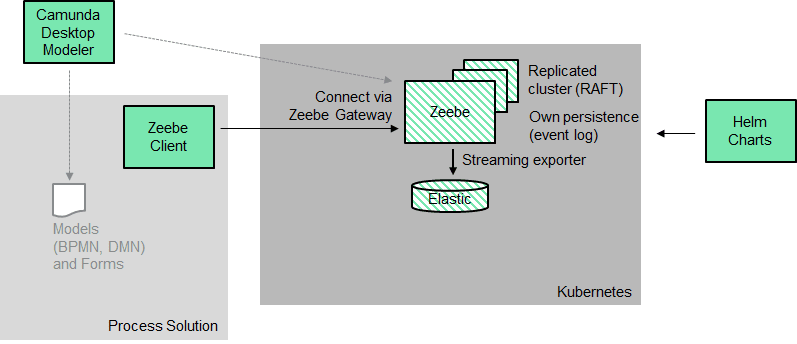 Camunda
Desktop
Modeler
Zeebe
Client
Models
(BPMN, DMN)
and Forms
Process Solution
Connect via
Zeebe Gateway
Zeebe
Replicated
cluster (RAFT)
Own persistence
(event log)
Streaming exporter
Elastic
Kubernetes
Helm
Charts